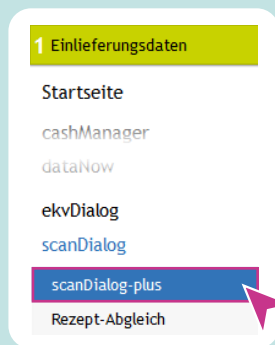 1 Einlieferungsdaten
Startseite
cashManager
dataNow
ekvDialog
scanDialog
scanDialog-plus
Rezept-Abgleich